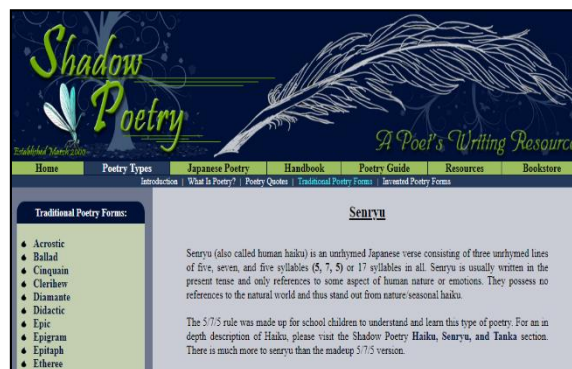 Shadow
Poetry
Established March 2000
A Poet's Writing Resource
Home Poetry Types Japanese Poetry Handbook Poetry Guide Resources Bookstore
Introduction | What Is Poetry? | Poetry Quotes | Traditional Poetry Forms | Invented Poetry Forms
Traditional Poetry Forms:
Acrostic
Ballad
Cinquain
Clerihew
Diamante
Didactic
Epic
Epigram
Epitaph
Etheree
Senryu
Senryu (also called human haiku) is an unrhymed Japanese verse consisting of three unrhymed lines
of five, seven, and five syllables (5, 7, 5) or 17 syllables in all. Senryu is usually written in the
present tense and only references to some aspect of human nature or emotions. They possess no
references to the natural world and thus stand out from nature/seasonal haiku.
The 5/7/5 rule was made up for school children to understand and learn this type of poetry. For an in
depth description of Haiku, please visit the Shadow Poetry Haiku, Senryu, and Tanka section.
There is much more to senryu than the madeup 5/7/5 version.